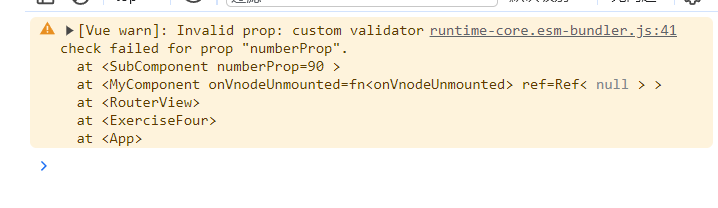 [Vue warn]: Invalid prop: custom validator runtime-core.esm-bundler.js:41
check failed for prop "numberProp".
at <SubComponent numberProp=90 >
at <MyComponent onVnodeUnmounted=fn<onVnodeUnmounted> ref=Ref< null > >
at <RouterView>
at <ExerciseFour>
at <App>